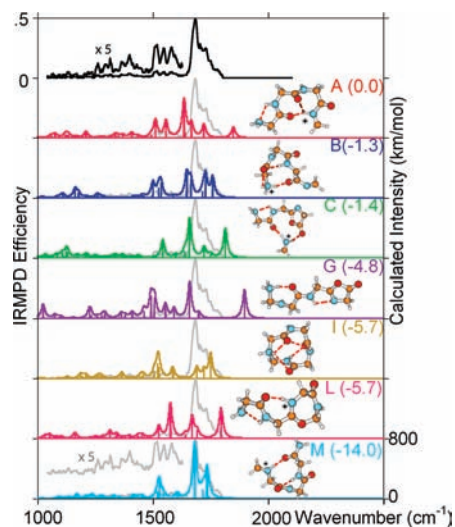 .5
x 5
0
A (0.0)
B(-1.3)
C (-1.4)
G (-4.8)
I (-5.7)
L (-5.7)
x 5
M (-14.0)
800
0
IRMPD Efficiency
Calculated Intensity (km/mol)
1000 1500 2000 Wavenumber (cm⁻¹)